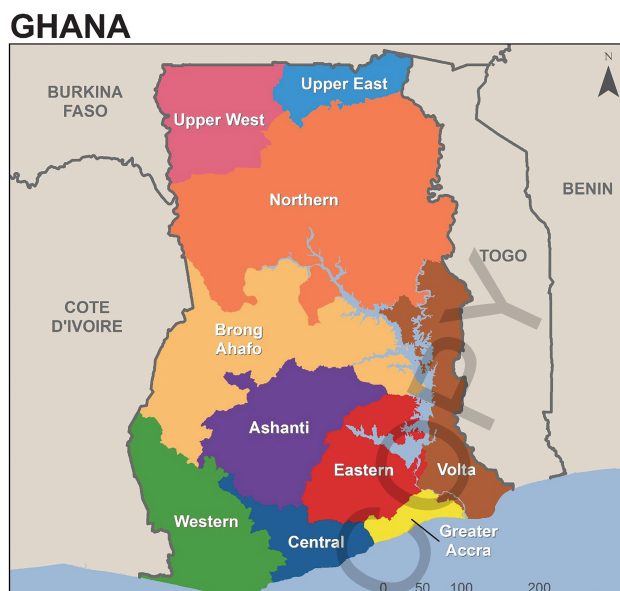 GHANA
N
BURKINA
FASO
Upper East
Upper West
BENIN
Northern
TOGO
COTE
D'IVOIRE
Brong
Ahafo
Ashanti
Eastern
Volta
Western
Central
Greater
Accra
0 50 100 200
COPY